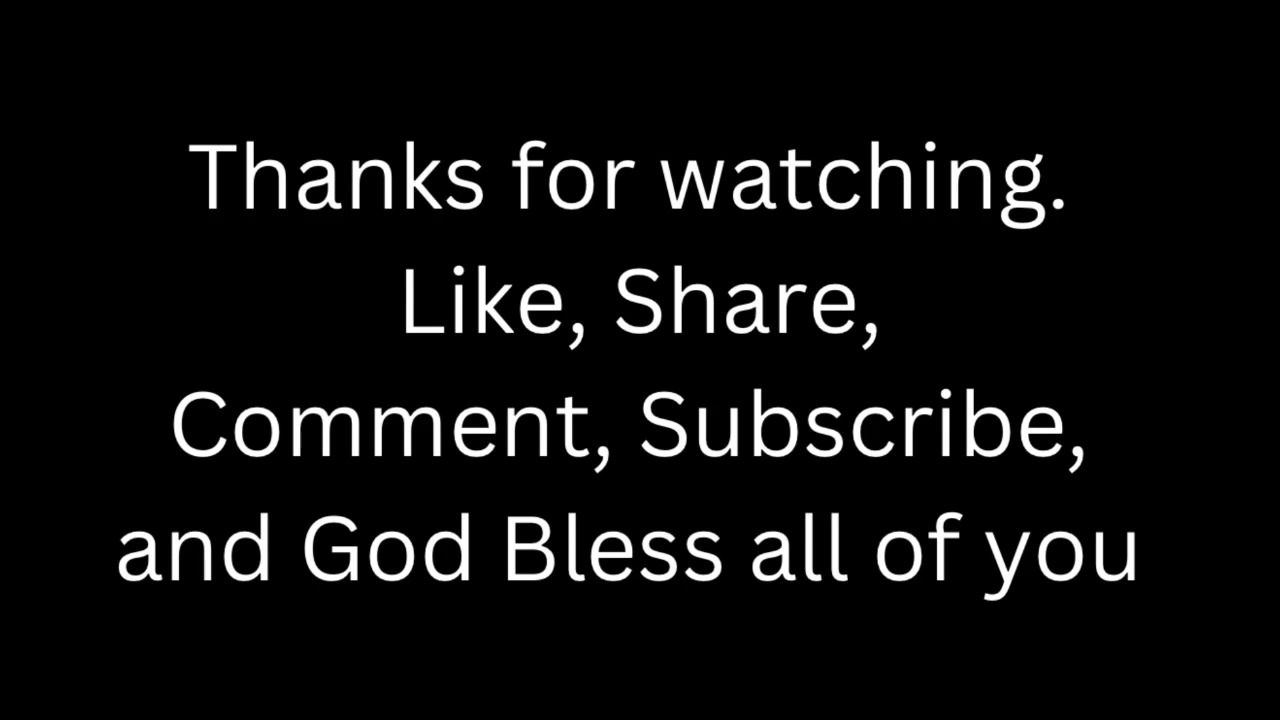 Thanks for watching.
Like, Share,
Comment, Subscribe,
and God Bless all of you